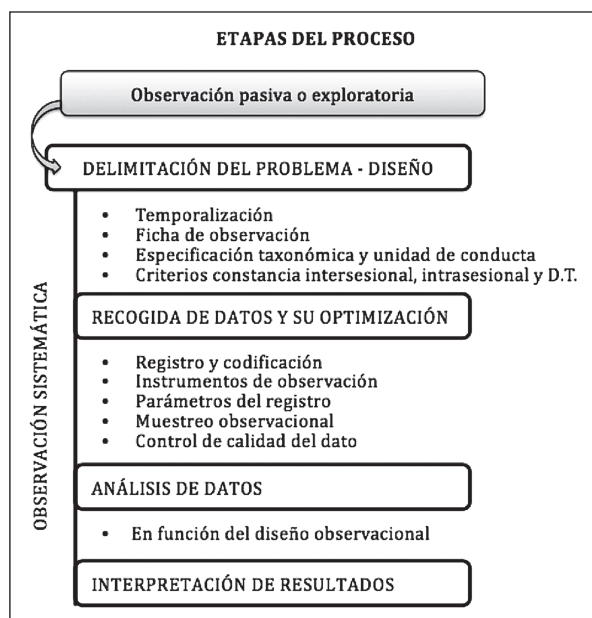 ETAPAS DEL PROCESO
Observación pasiva o exploratoria
DELIMITACIÓN DEL PROBLEMA - DISEÑO
• Temporalización
• Ficha de observación
• Especificación taxonómica y unidad de conducta
• Criterios constancia intersesional, intrasesional y D.T.
RECOGIDA DE DATOS Y SU OPTIMIZACIÓN
• Registro y codificación
• Instrumentos de observación
• Parámetros del registro
• Muestreo observacional
• Control de calidad del dato
ANÁLISIS DE DATOS
• En función del diseño observacional
INTERPRETACIÓN DE RESULTADOS
OBSERVACIÓN SISTEMÁTICA